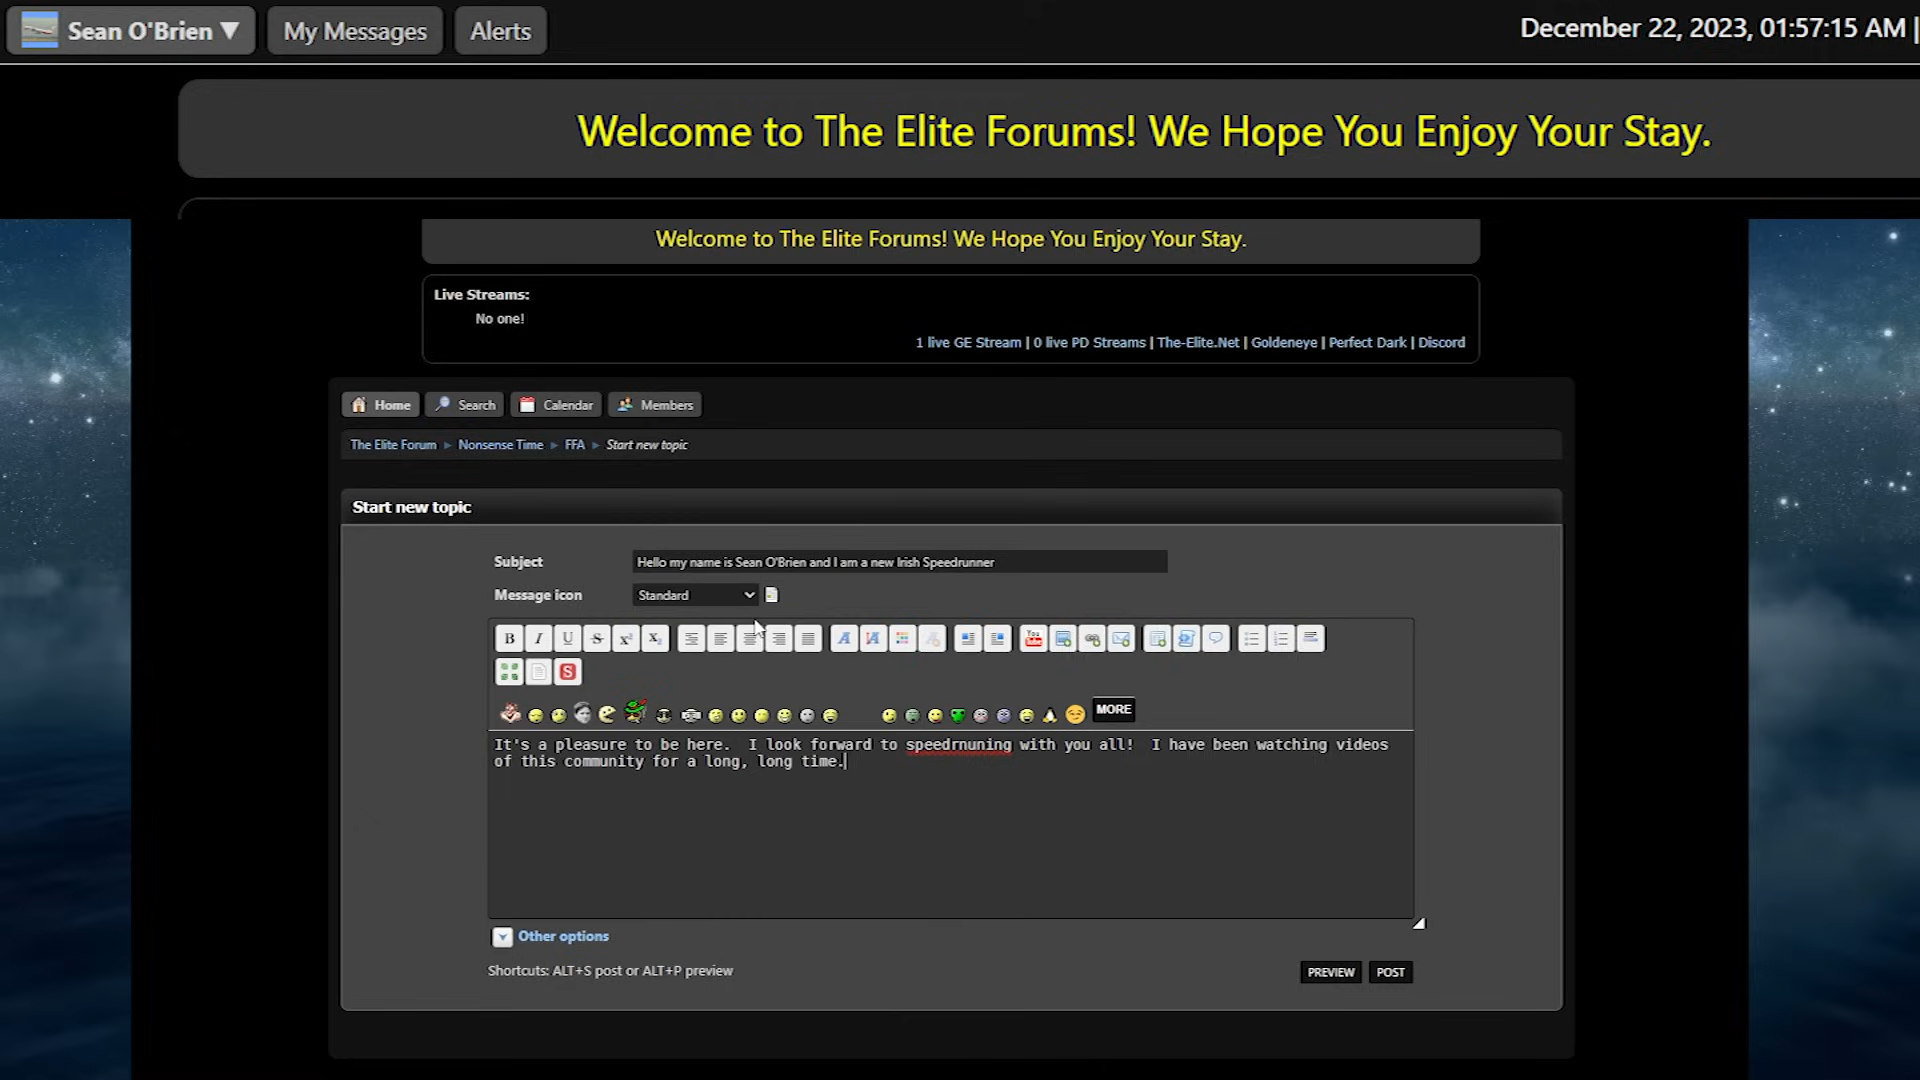 Sean O'Brien ▼ My Messages Alerts December 22, 2023, 01:57:15 AM |
Welcome to The Elite Forums! We Hope You Enjoy Your Stay.
Welcome to The Elite Forums! We Hope You Enjoy Your Stay.
Live Streams:
No one!
1 live GE Stream | 0 live PD Streams | The-Elite.Net | Goldeneye | Perfect Dark | Discord
Home Search Calendar Members
The Elite Forum ► Nonsense Time ► FFA ► Start new topic
Start new topic
Subject Hello my name is Sean O'Brien and I am a new Irish Speedrunner
Message icon Standard
B I U S x² X₂ A A You Tube
S
MORE
It's a pleasure to be here. I look forward to speedrnuning with you all! I have been watching videos
of this community for a long, long time.
Other options
Shortcuts: ALT+S post or ALT+P preview PREVIEW POST